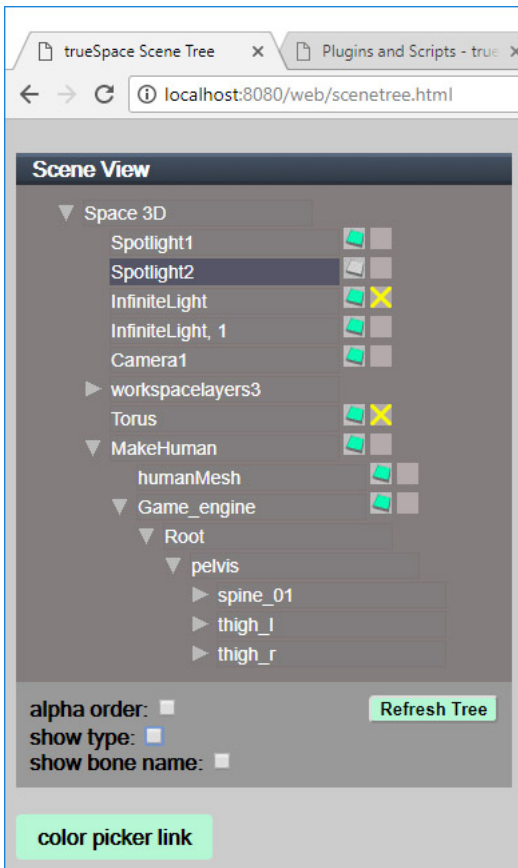 trueSpace Scene Tree
Plugins and Scripts - true
localhost:8080/web/scenetree.html
Scene View
Space 3D
Spotlight1
Spotlight2
InfiniteLight
InfiniteLight, 1
Camera1
workspacelayers3
Torus
MakeHuman
humanMesh
Game_engine
Root
pelvis
spine_01
thigh_l
thigh_r
alpha order:
Refresh Tree
show type:
show bone name:
color picker link